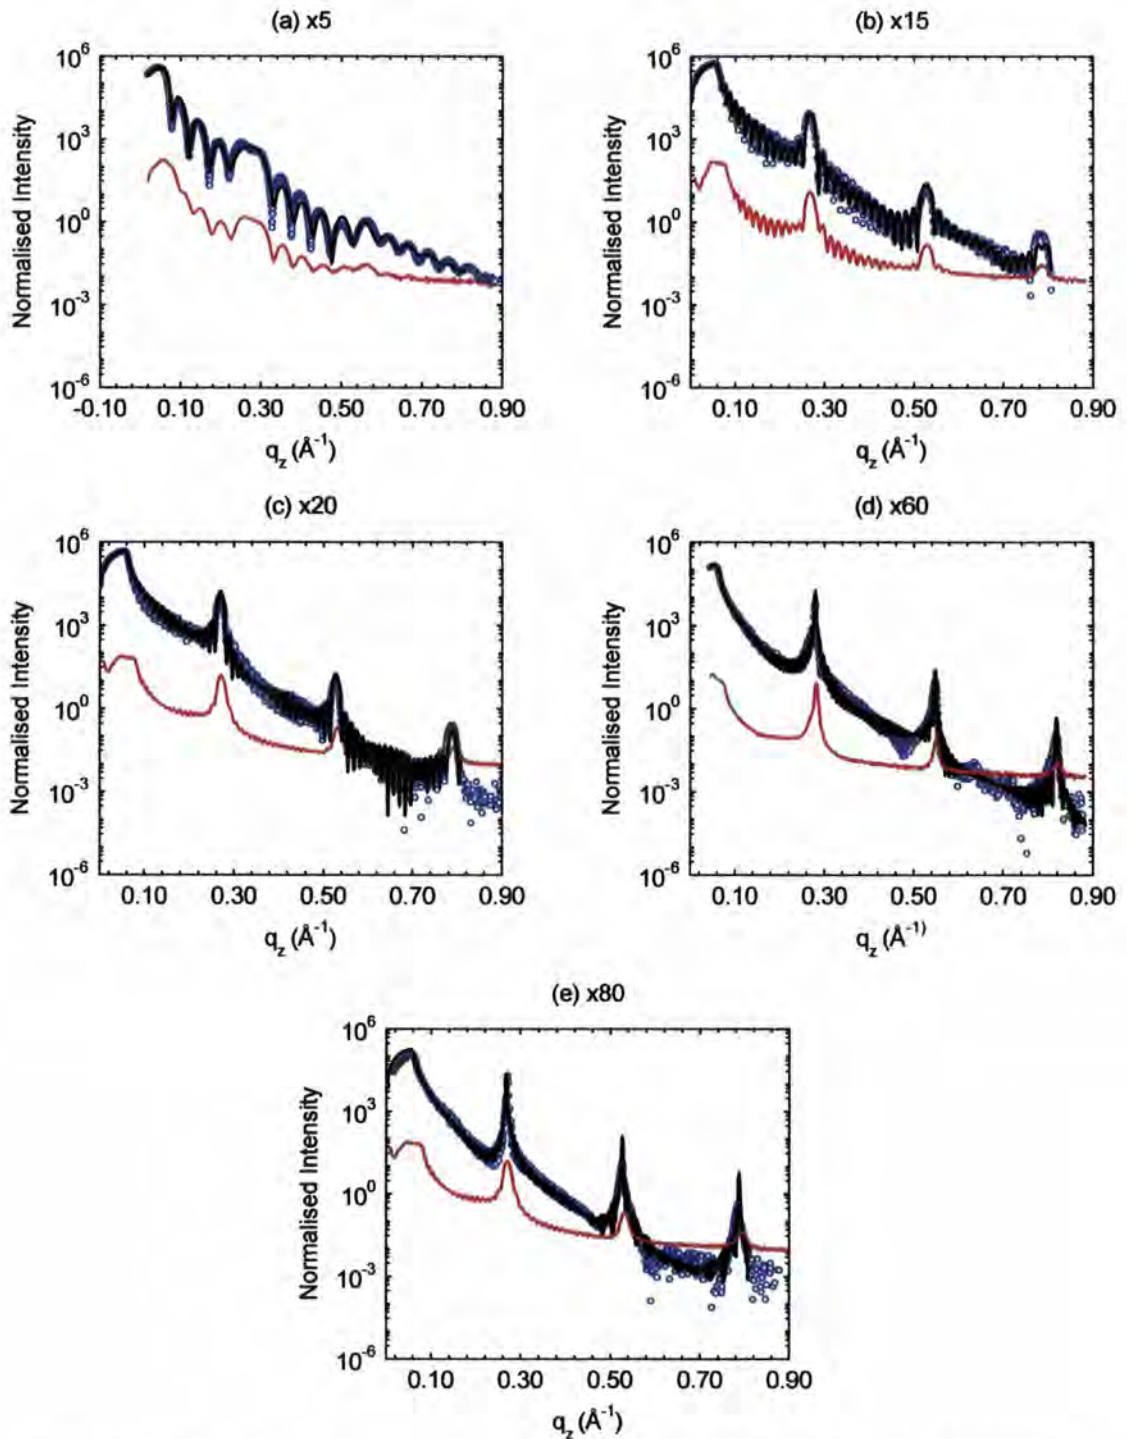 (a) x5
10^6
10^3
10^0
10^-3
10^-6
Normalised Intensity
-0.10 0.10 0.30 0.50 0.70 0.90
q_z (Å^-1)
(b) x15
10^6
10^3
10^0
10^-3
10^-6
Normalised Intensity
0.10 0.30 0.50 0.70 0.90
q_z (Å^-1)
(c) x20
10^6
10^3
10^0
10^-3
10^-6
Normalised Intensity
0.10 0.30 0.50 0.70 0.90
q_z (Å^-1)
(d) x60
10^6
10^3
10^0
10^-3
10^-6
Normalised Intensity
0.10 0.30 0.50 0.70 0.90
q_z (Å^-1)
(e) x80
10^6
10^3
10^0
10^-3
10^-6
Normalised Intensity
0.10 0.30 0.50 0.70 0.90
q_z (Å^-1)